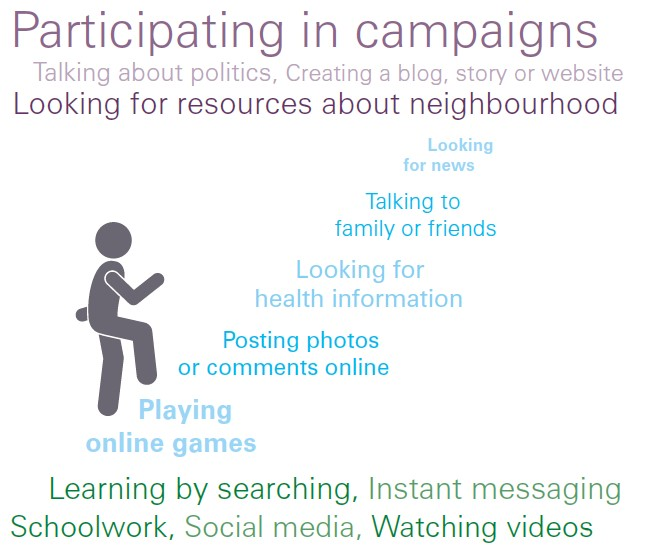 Participating in campaigns
Talking about politics, Creating a blog, story or website
Looking for resources about neighbourhood
Looking
for news
Talking to
family or friends
Looking for
health information
Posting photos
or comments online
Playing
online games
Learning by searching, Instant messaging
Schoolwork, Social media, Watching videos